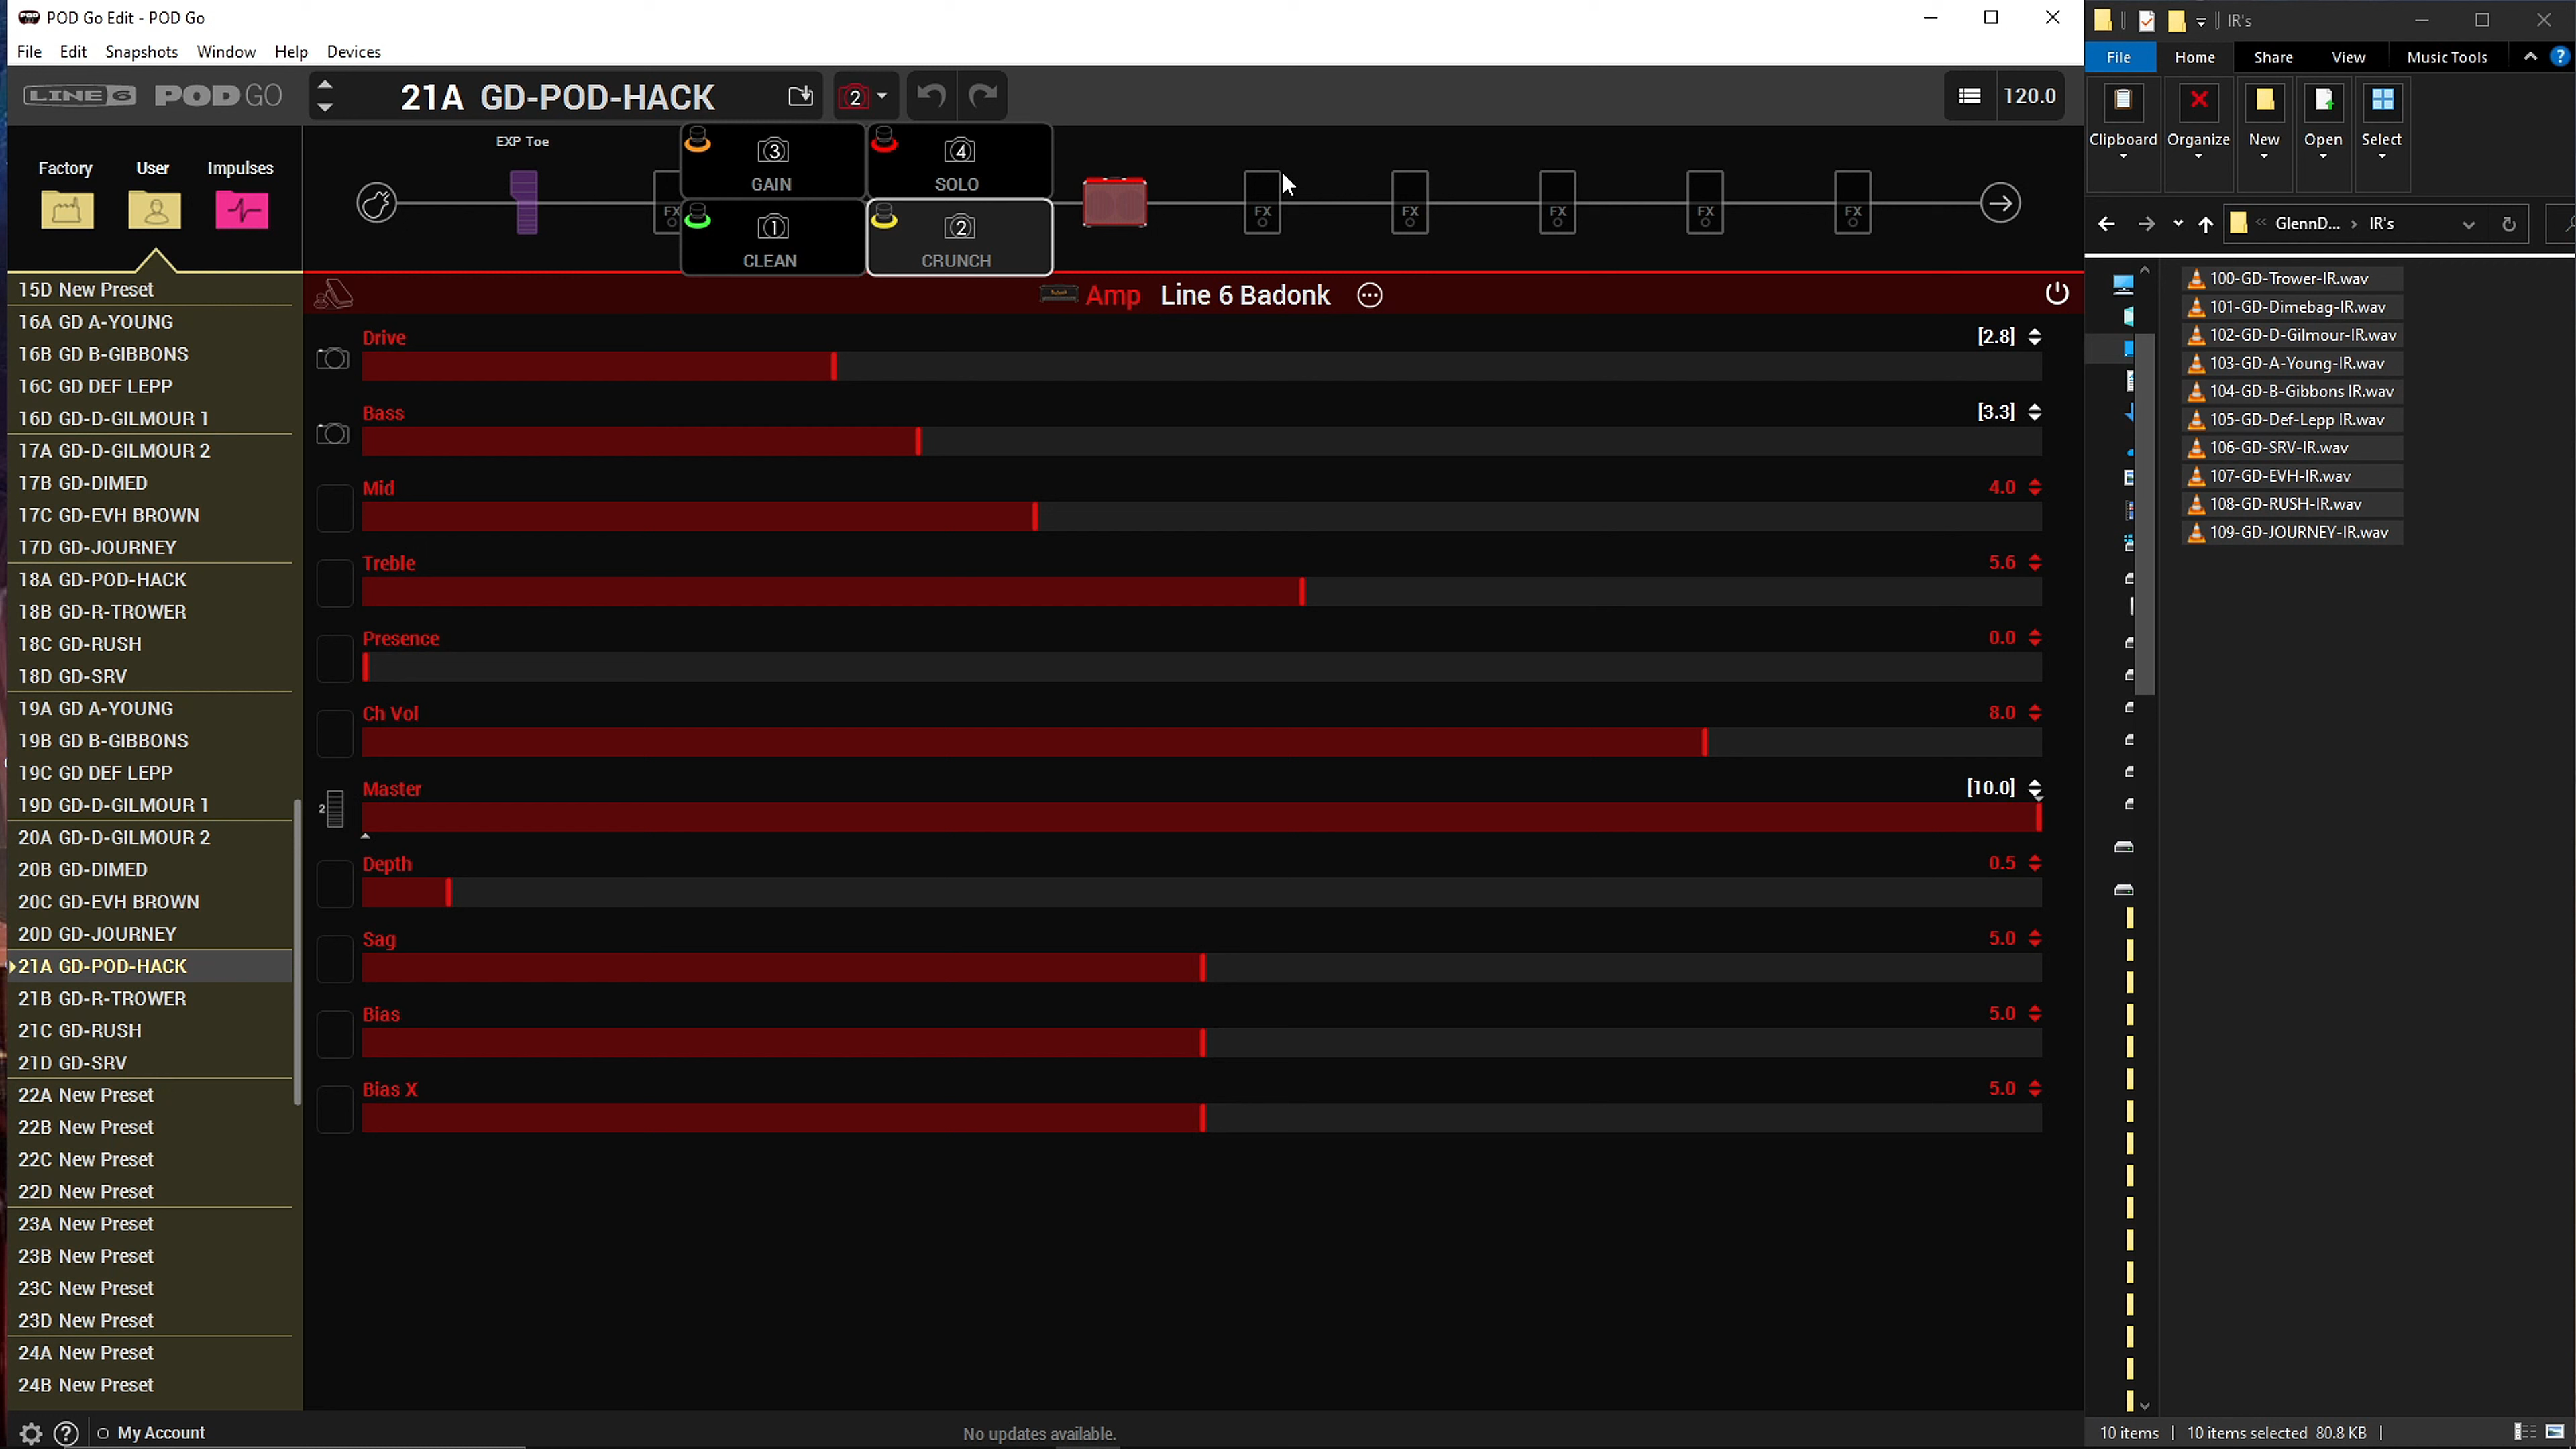 POD Go Edit - POD Go
File Edit Snapshots Window Help Devices
LINE 6 POD GO
21A GD-POD-HACK
2
120.0
Factory User Impulses
EXP Toe
3
GAIN
4
SOLO
1
CLEAN
2
CRUNCH
FX FX FX FX FX FX
Amp Line 6 Badonk
15D New Preset
16A GD A-YOUNG
16B GD B-GIBBONS
16C GD DEF LEPP
16D GD-D-GILMOUR 1
17A GD-D-GILMOUR 2
17B GD-DIMED
17C GD-EVH BROWN
17D GD-JOURNEY
18A GD-POD-HACK
18B GD-R-TROWER
18C GD-RUSH
18D GD-SRV
19A GD A-YOUNG
19B GD B-GIBBONS
19C GD DEF LEPP
19D GD-D-GILMOUR 1
20A GD-D-GILMOUR 2
20B GD-DIMED
20C GD-EVH BROWN
20D GD-JOURNEY
21A GD-POD-HACK
21B GD-R-TROWER
21C GD-RUSH
21D GD-SRV
22A New Preset
22B New Preset
22C New Preset
22D New Preset
23A New Preset
23B New Preset
23C New Preset
23D New Preset
24A New Preset
24B New Preset
Drive [2.8]
Bass [3.3]
Mid 4.0
Treble 5.6
Presence 0.0
Ch Vol 8.0
2 Master [10.0]
Depth 0.5
Sag 5.0
Bias 5.0
Bias X 5.0
My Account
No updates available.
IR's
File Home Share View Music Tools
Clipboard Organize New Open Select
« GlennD... › IR's
100-GD-Trower-IR.wav
101-GD-Dimebag-IR.wav
102-GD-D-Gilmour-IR.wav
103-GD-A-Young-IR.wav
104-GD-B-Gibbons IR.wav
105-GD-Def-Lepp IR.wav
106-GD-SRV-IR.wav
107-GD-EVH-IR.wav
108-GD-RUSH-IR.wav
109-GD-JOURNEY-IR.wav
10 items 10 items selected 80.8 KB